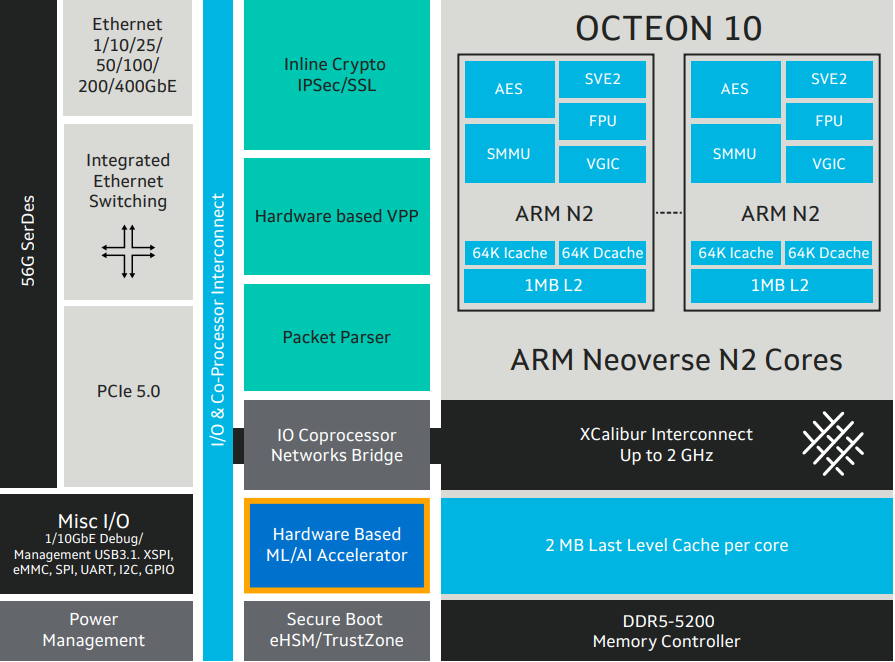 56G SerDes
Ethernet
1/10/25/
50/100/
200/400GbE
Integrated
Ethernet
Switching
PCIe 5.0
Misc I/O
1/10GbE Debug/
Management USB3.1. XSPI,
eMMC, SPI, UART, I2C, GPIO
Power
Management
I/O & Co-Processor Interconnect
Inline Crypto
IPSec/SSL
Hardware based VPP
Packet Parser
IO Coprocessor
Networks Bridge
Hardware Based
ML/AI Accelerator
Secure Boot
eHSM/TrustZone
OCTEON 10
AES
SVE2
FPU
SMMU
VGIC
ARM N2
64K Icache
64K Dcache
1MB L2
AES
SVE2
FPU
SMMU
VGIC
ARM N2
64K Icache
64K Dcache
1MB L2
ARM Neoverse N2 Cores
XCalibur Interconnect
Up to 2 GHz
2 MB Last Level Cache per core
DDR5-5200
Memory Controller